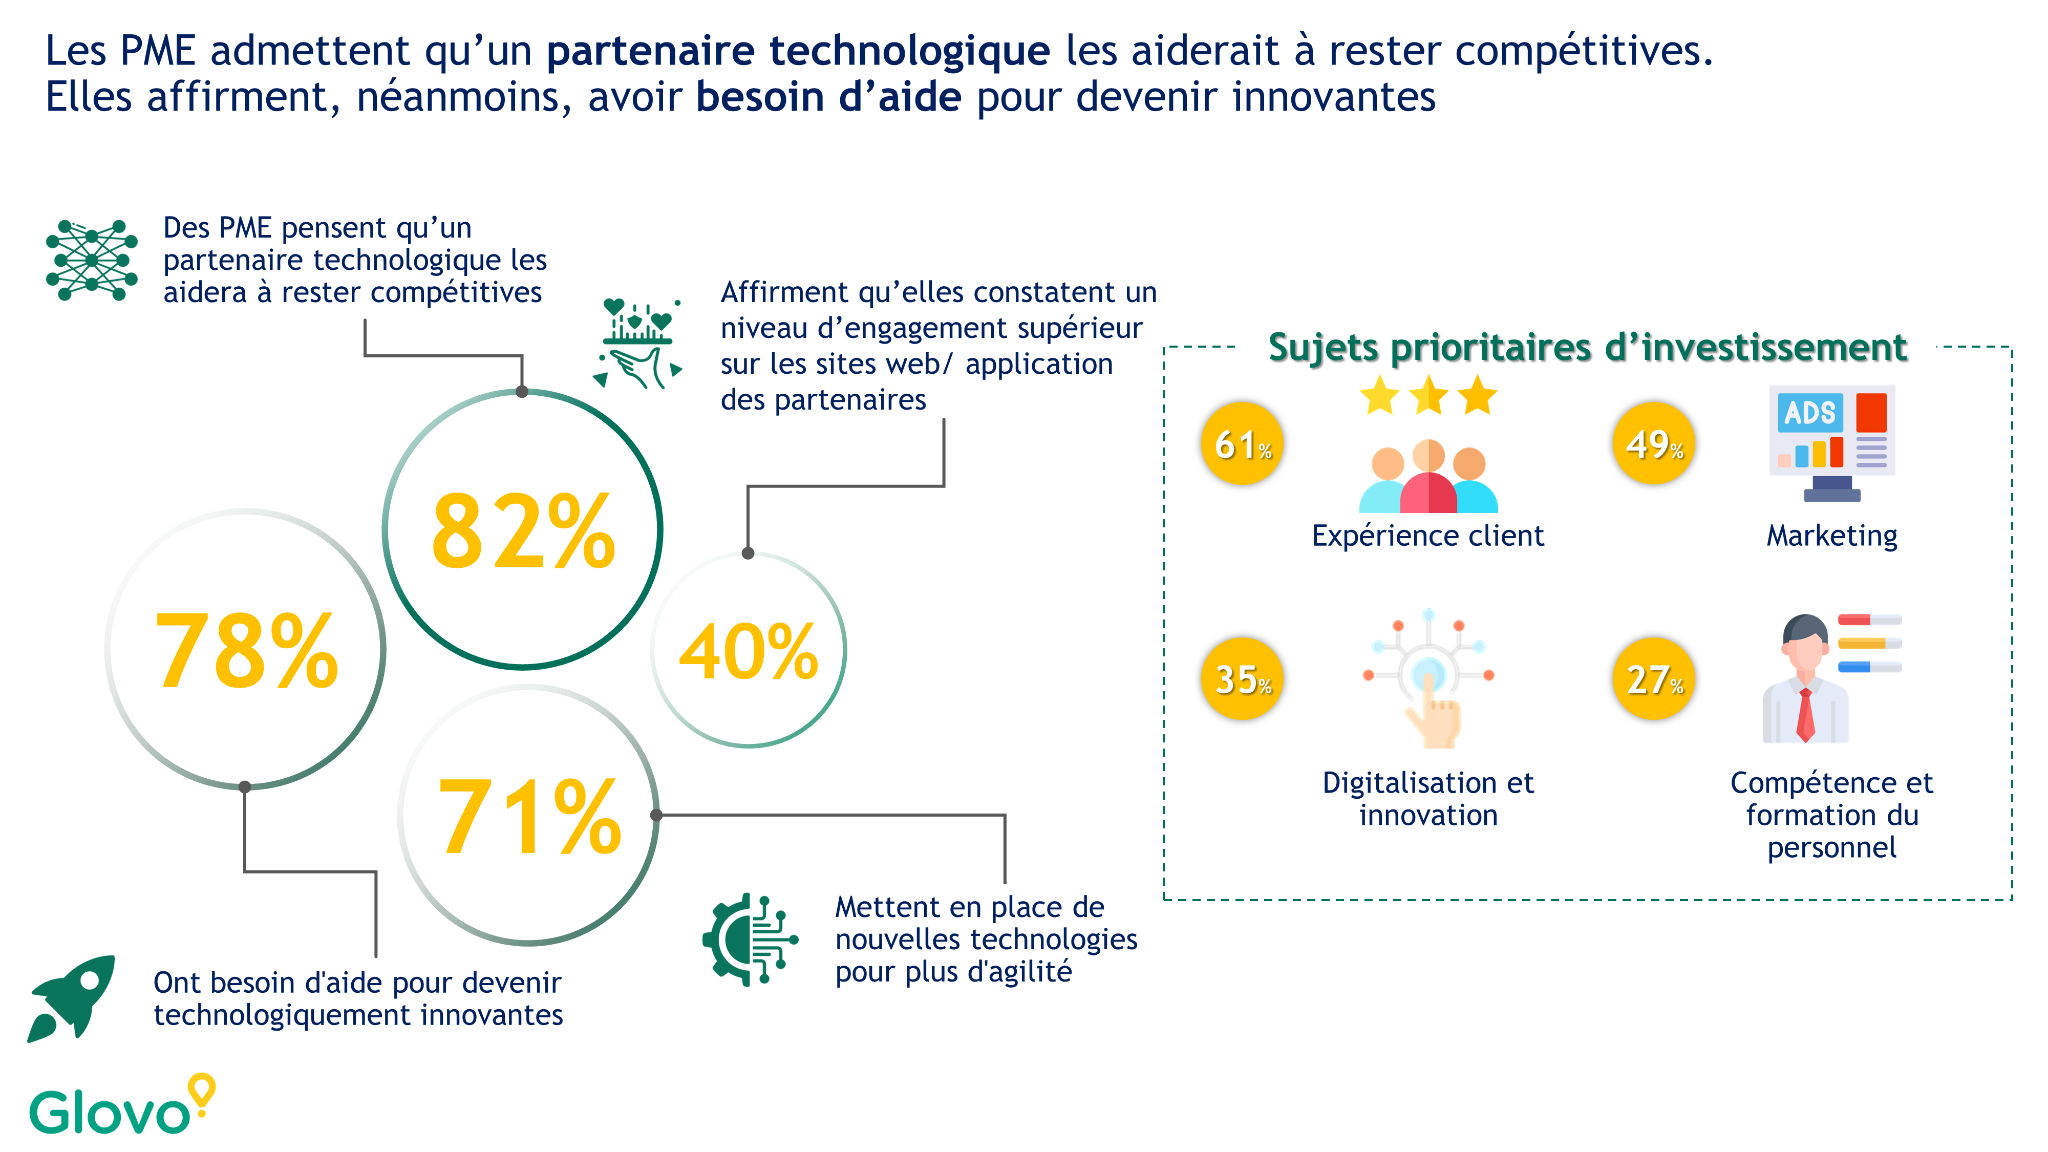 Les PME admettent qu’un partenaire technologique les aiderait à rester compétitives.
Elles affirment, néanmoins, avoir besoin d’aide pour devenir innovantes
Des PME pensent qu’un
partenaire technologique les
aidera à rester compétitives
Affirment qu’elles constatent un
niveau d’engagement supérieur
sur les sites web/ application
des partenaires
82%
78%
40%
71%
Mettent en place de
nouvelles technologies
pour plus d'agilité
Ont besoin d'aide pour devenir
technologiquement innovantes
Sujets prioritaires d’investissement
61%
Expérience client
49%
ADS
Marketing
35%
Digitalisation et
innovation
27%
Compétence et
formation du
personnel
Glovo